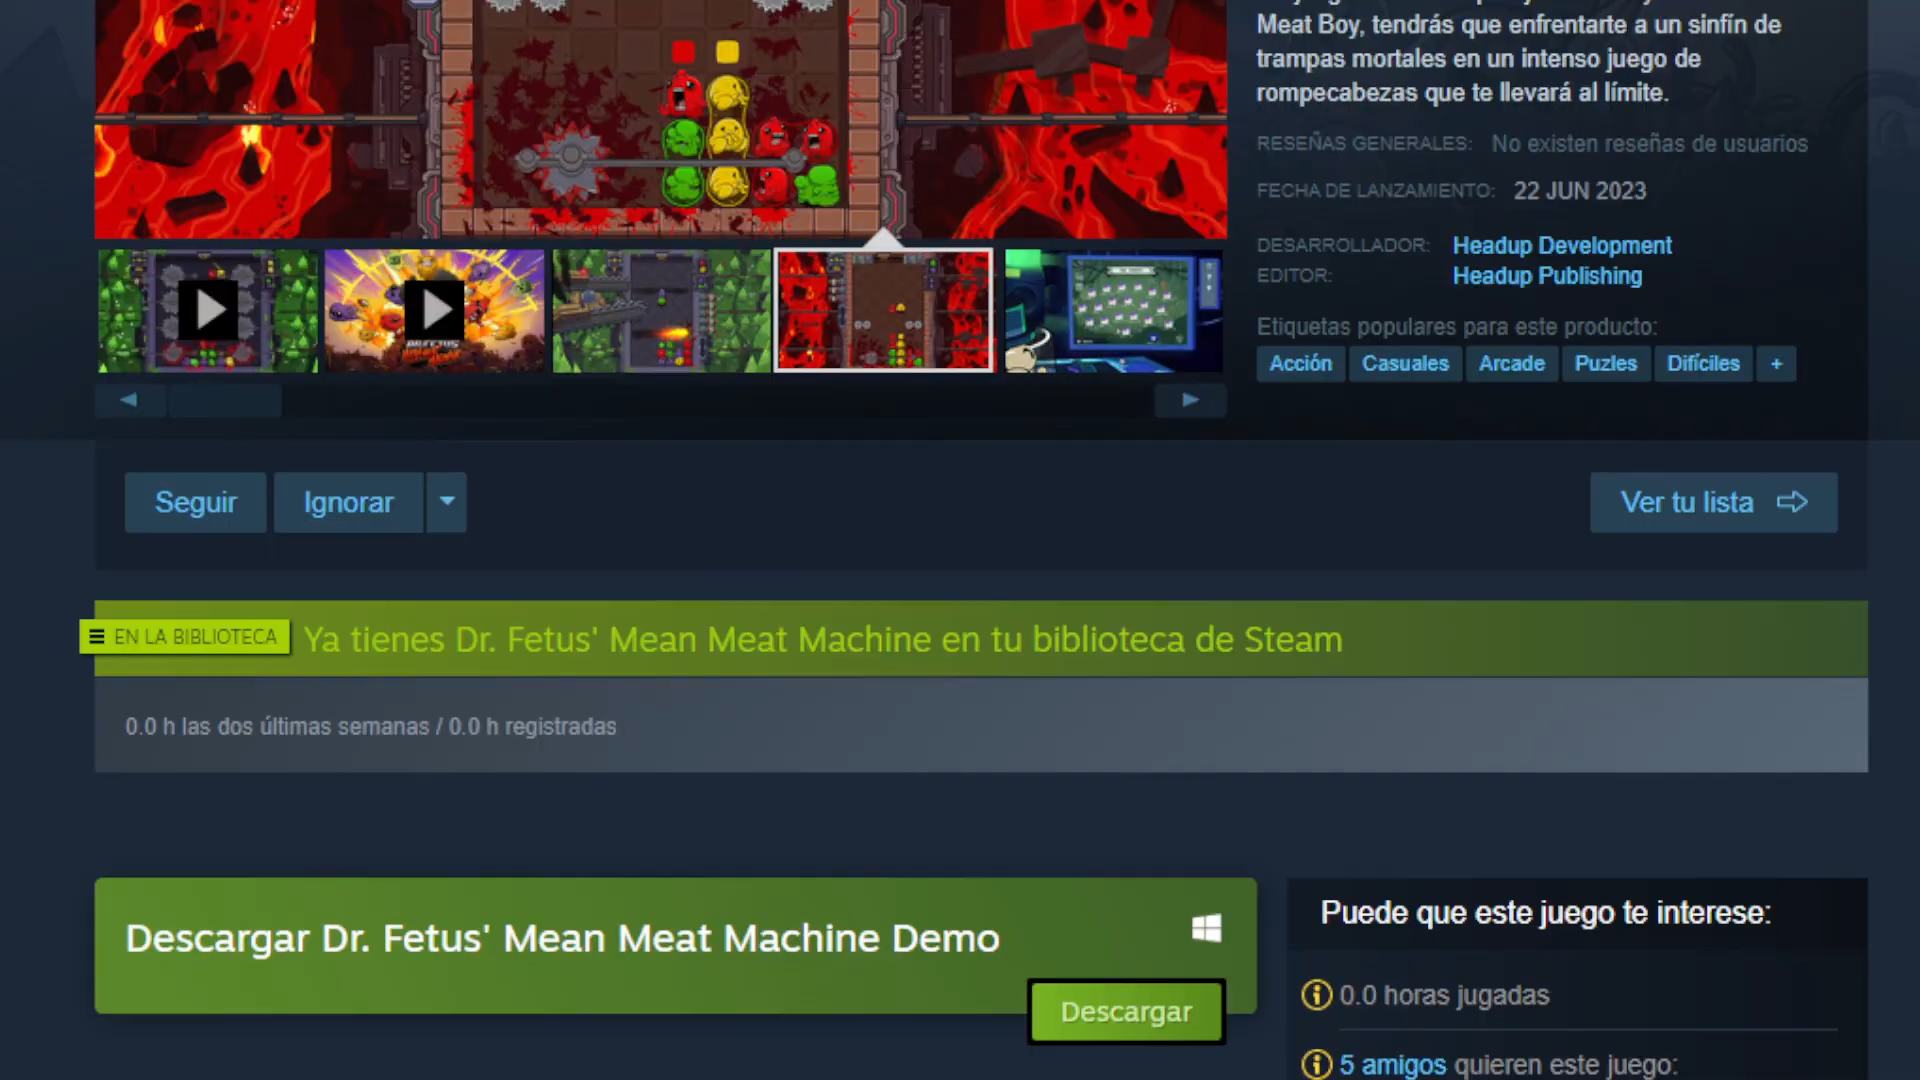 Meat Boy, tendrás que enfrentarte a un sinfín de
trampas mortales en un intenso juego de
rompecabezas que te llevará al límite.
RESEÑAS GENERALES: No existen reseñas de usuarios
FECHA DE LANZAMIENTO: 22 JUN 2023
DESARROLLADOR: Headup Development
EDITOR: Headup Publishing
Etiquetas populares para este producto:
Acción Casuales Arcade Puzles Difíciles +
Seguir Ignorar Ver tu lista
EN LA BIBLIOTECA Ya tienes Dr. Fetus' Mean Meat Machine en tu biblioteca de Steam
0.0 h las dos últimas semanas / 0.0 h registradas
Descargar Dr. Fetus' Mean Meat Machine Demo
Descargar
Puede que este juego te interese:
0.0 horas jugadas
5 amigos quieren este juego: